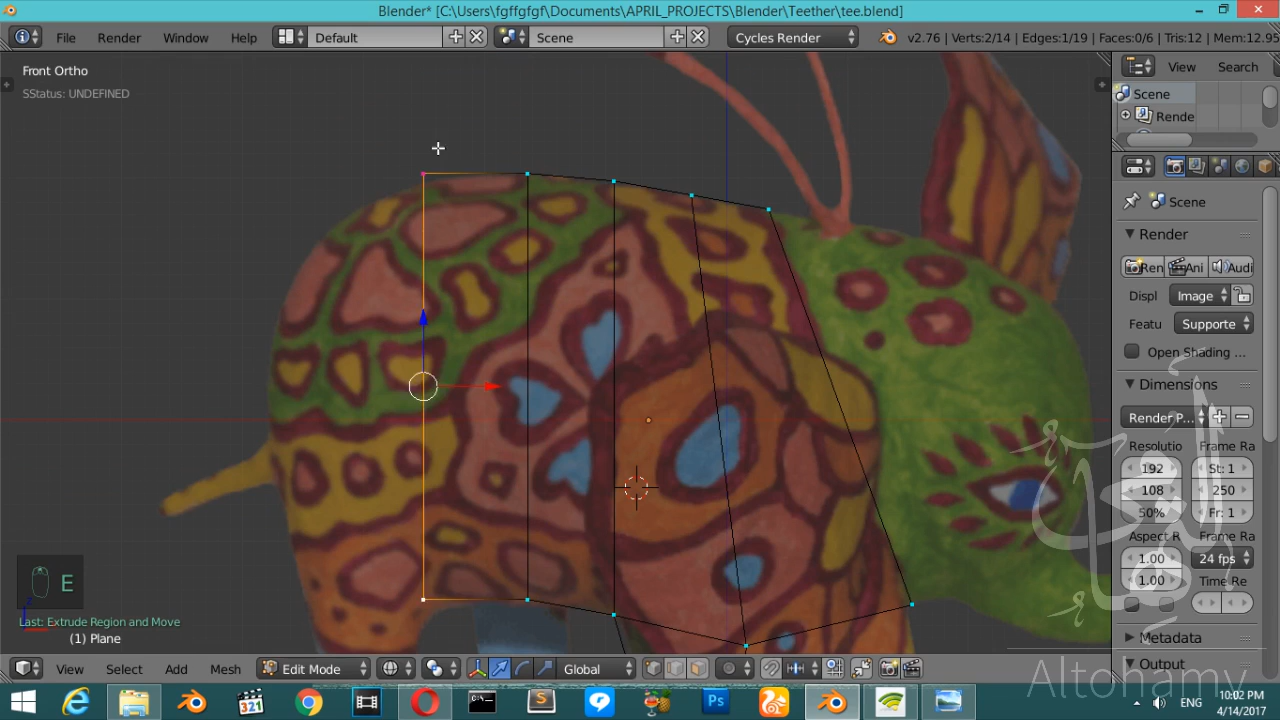 Blender* [C:\Users\fgffgfgf\Documents\APRIL_PROJECTS\Blender\Teether\tee.blend]
File Render Window Help Default Scene Cycles Render v2.76 | Verts:2/14 | Edges:1/19 | Faces:0/6 | Tris:12 | Mem:12.95
Front Ortho
SStatus: UNDEFINED
View Search
Scene
Rende
Scene
Render
Ren Ani Audi
Displ Image
Featu Supporte
Open Shading ...
Dimensions
Render P...
Resolutio Frame Ra
192 St: 1
108 250
50% Fr: 1
Aspect R Frame Ra
1.00 24 fps
1.00 Time Re
Metadata
Output
E
Last: Extrude Region and Move
(1) Plane
z
View Select Add Mesh Edit Mode Global
Altohamy
321
S
Ps
ENG
10:02 PM
4/14/2017